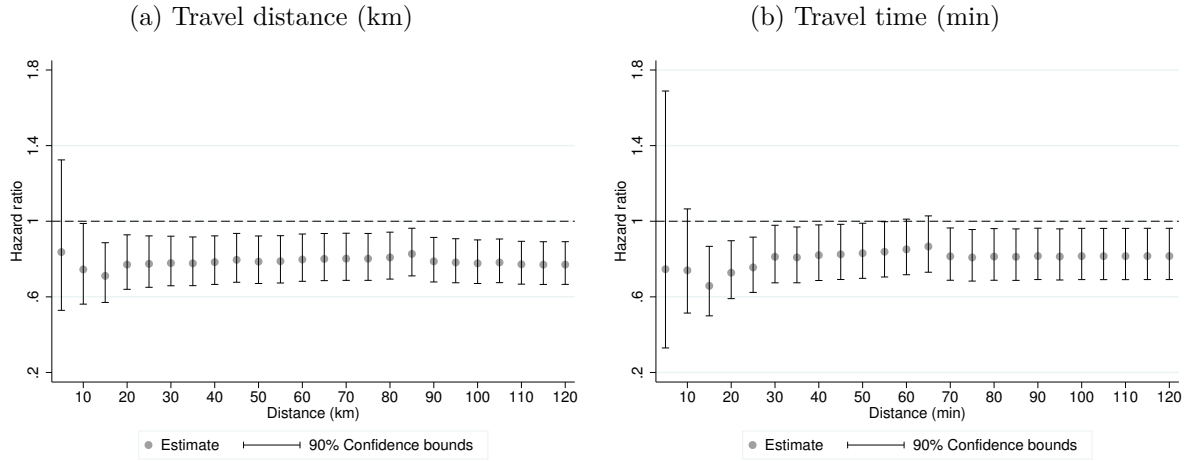 (a) Travel distance (km)
1.8
1.4
1
.6
.2
Hazard ratio
10 20 30 40 50 60 70 80 90 100 110 120
Distance (km)
Estimate 90% Confidence bounds
(b) Travel time (min)
1.8
1.4
1
.6
.2
Hazard ratio
10 20 30 40 50 60 70 80 90 100 110 120
Distance (min)
Estimate 90% Confidence bounds